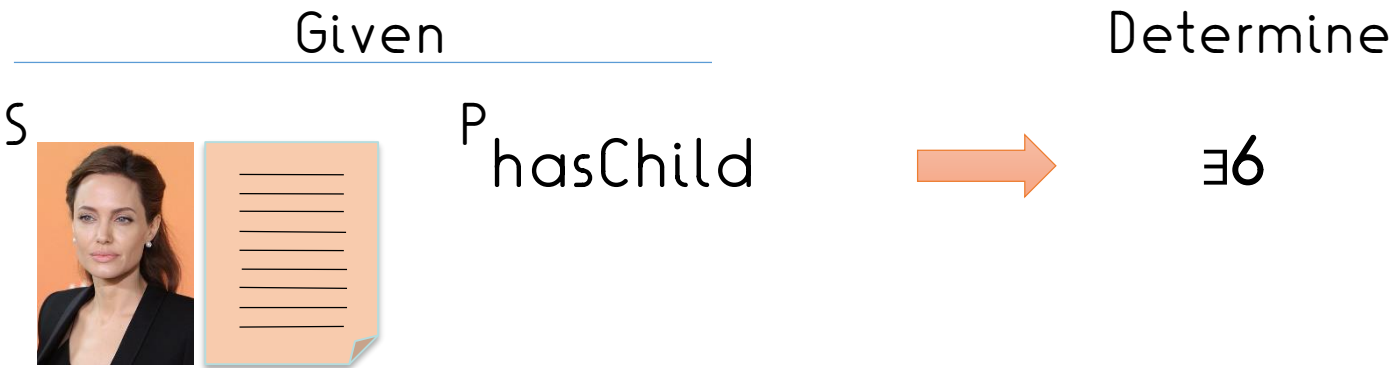 Given
Determine
S
P
hasChild
∃6